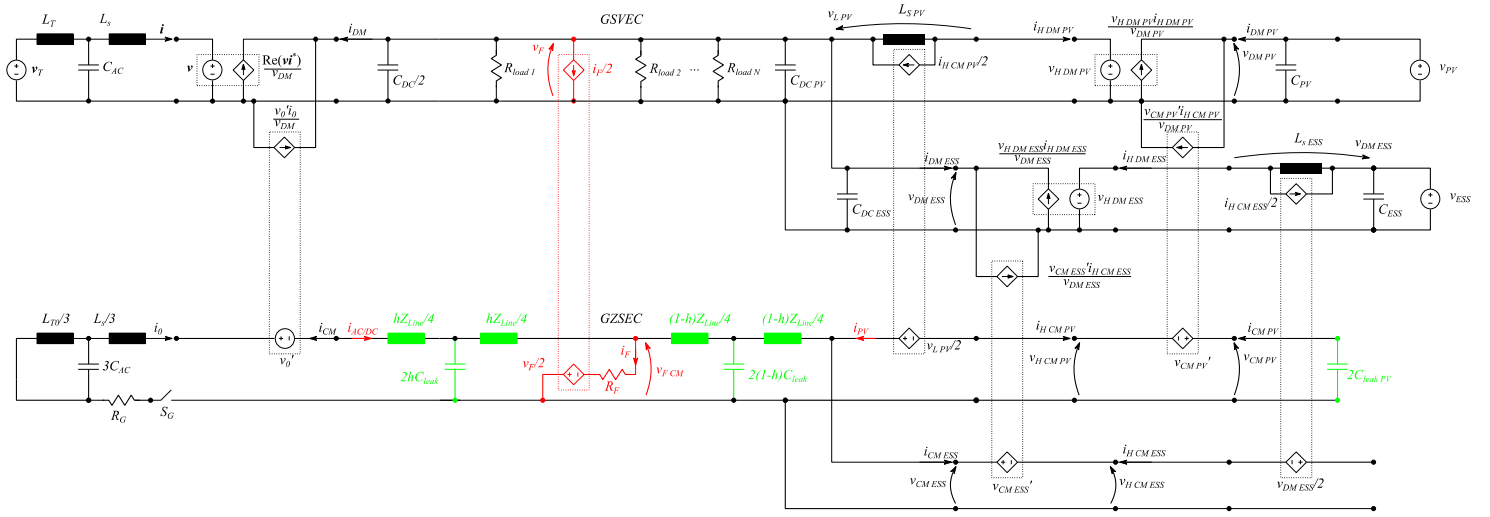 L_T L_s i
v_T
C_AC
v
Re(vi*)/v_DM
i_DM
C_DC/2
GSVEC
R_load 1
v_F
i_F/2
R_load 2 ... R_load N
C_DC PV
v_L PV
L_S PV
i_H CM PV/2
i_H DM PV
v_H DM PV
v_H DM PV i_H DM PV/v_DM PV
i_DM PV
v_DM PV
C_PV
v_PV
v_0'i_0/v_DM
v_CM PV'i_H CM PV/v_DM PV
C_DC ESS
i_DM ESS
v_DM ESS
v_H DM ESS i_H DM ESS/v_DM ESS
v_H DM ESS
i_H DM ESS
L_s ESS
i_H CM ESS/2
v_DM ESS
C_ESS
v_ESS
v_CM ESS'i_H CM ESS/v_DM ESS
L_T0/3 L_s/3 i_0
3C_AC
R_G S_G
v_0'
i_CM i_AC/DC
hZ_Line/4 hZ_Line/4
2hC_leak
GZSEC
v_F/2
R_F
i_F
v_F CM
(1-h)Z_Line/4 (1-h)Z_Line/4
2(1-h)C_leak
i_PV
v_L PV/2
i_H CM PV
v_H CM PV
v_CM PV'
i_CM PV
v_CM PV
2C_leak PV
i_CM ESS
v_CM ESS
v_CM ESS'
i_H CM ESS
v_H CM ESS
v_DM ESS/2